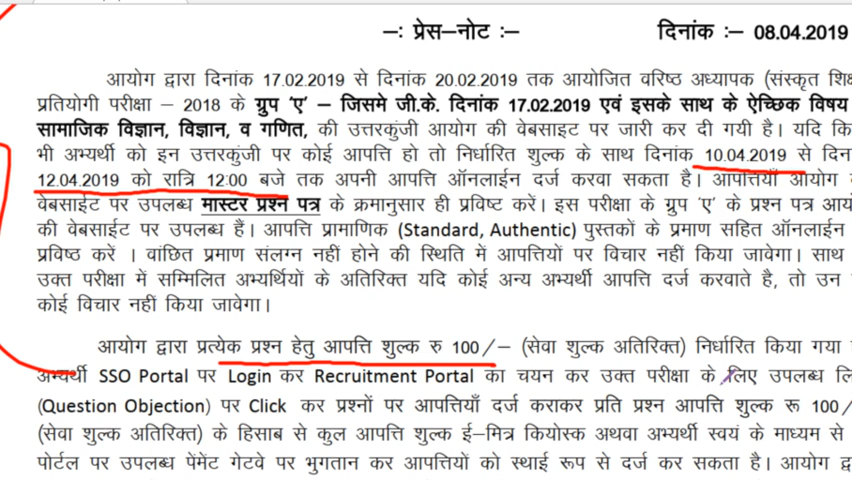 –: प्रेस–नोट :– दिनांक :– 08.04.2019
आयोग द्वारा दिनांक 17.02.2019 से दिनांक 20.02.2019 तक आयोजित वरिष्ठ अध्यापक (संस्कृत
प्रतियोगी परीक्षा – 2018 के ग्रुप ‘ए’ – जिसमे जी.के. दिनांक 17.02.2019 एवं इसके साथ के ऐच्छिक विषय
सामाजिक विज्ञान, विज्ञान, व गणित, की उत्तरकुंजी आयोग की वेबसाइट पर जारी कर दी गयी है। यदि
भी अभ्यर्थी को इन उत्तरकुंजी पर कोई आपत्ति हो तो निर्धारित शुल्क के साथ दिनांक 10.04.2019 से
12.04.2019 को रात्रि 12:00 बजे तक अपनी आपत्ति ऑनलाईन दर्ज करवा सकता है। आपत्तियाँ आयोग
वेबसाईट पर उपलब्ध मास्टर प्रश्न पत्र के क्रमानुसार ही प्रविष्ट करें। इस परीक्षा के ग्रुप ‘ए’ के प्रश्न पत्र
की वेबसाईट पर उपलब्ध हैं। आपत्ति प्रामाणिक (Standard, Authentic) पुस्तकों के प्रमाण सहित ऑनलाईन
प्रविष्ठ करें । वांछित प्रमाण संलग्न नहीं होने की स्थिति में आपत्तियों पर विचार नहीं किया जावेगा। साथ
उक्त परीक्षा में सम्मिलित अभ्यर्थियों के अतिरिक्त यदि कोई अन्य अभ्यर्थी आपत्ति दर्ज करवाते है, तो उन
कोई विचार नहीं किया जावेगा।
आयोग द्वारा प्रत्येक प्रश्न हेतु आपत्ति शुल्क रु 100/– (सेवा शुल्क अतिरिक्त) निर्धारित किया गया
अभ्यर्थी SSO Portal पर Login कर Recruitment Portal का चयन कर उक्त परीक्षा के लिए उपलब्ध
(Question Objection) पर Click कर प्रश्नों पर आपत्तियाँ दर्ज कराकर प्रति प्रश्न आपत्ति शुल्क रू 100/
(सेवा शुल्क अतिरिक्त) के हिसाब से कुल आपत्ति शुल्क ई–मित्र कियोस्क अथवा अभ्यर्थी स्वयं के माध्यम से
पोर्टल पर उपलब्ध पेंमेंट गेटवे पर भुगतान कर आपत्तियों को स्थाई रूप से दर्ज कर सकता है। आयोग